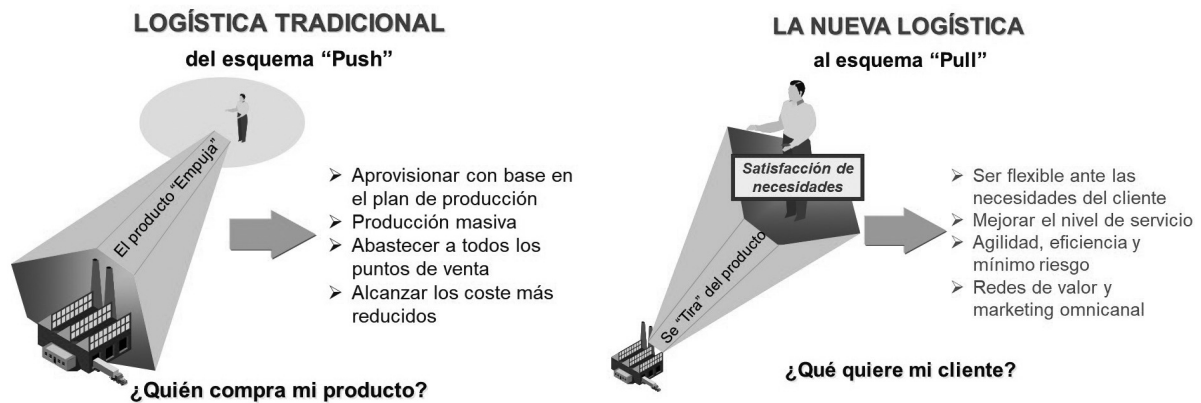 LOGÍSTICA TRADICIONAL
del esquema “Push”
El producto “Empuja”
➢ Aprovisionar con base en
el plan de producción
➢ Producción masiva
➢ Abastecer a todos los
puntos de venta
➢ Alcanzar los coste más
reducidos
¿Quién compra mi producto?
LA NUEVA LOGÍSTICA
al esquema “Pull”
Satisfacción de
necesidades
Se “Tira” del producto
➢ Ser flexible ante las
necesidades del cliente
➢ Mejorar el nivel de servicio
➢ Agilidad, eficiencia y
mínimo riesgo
➢ Redes de valor y
marketing omnicanal
¿Qué quiere mi cliente?